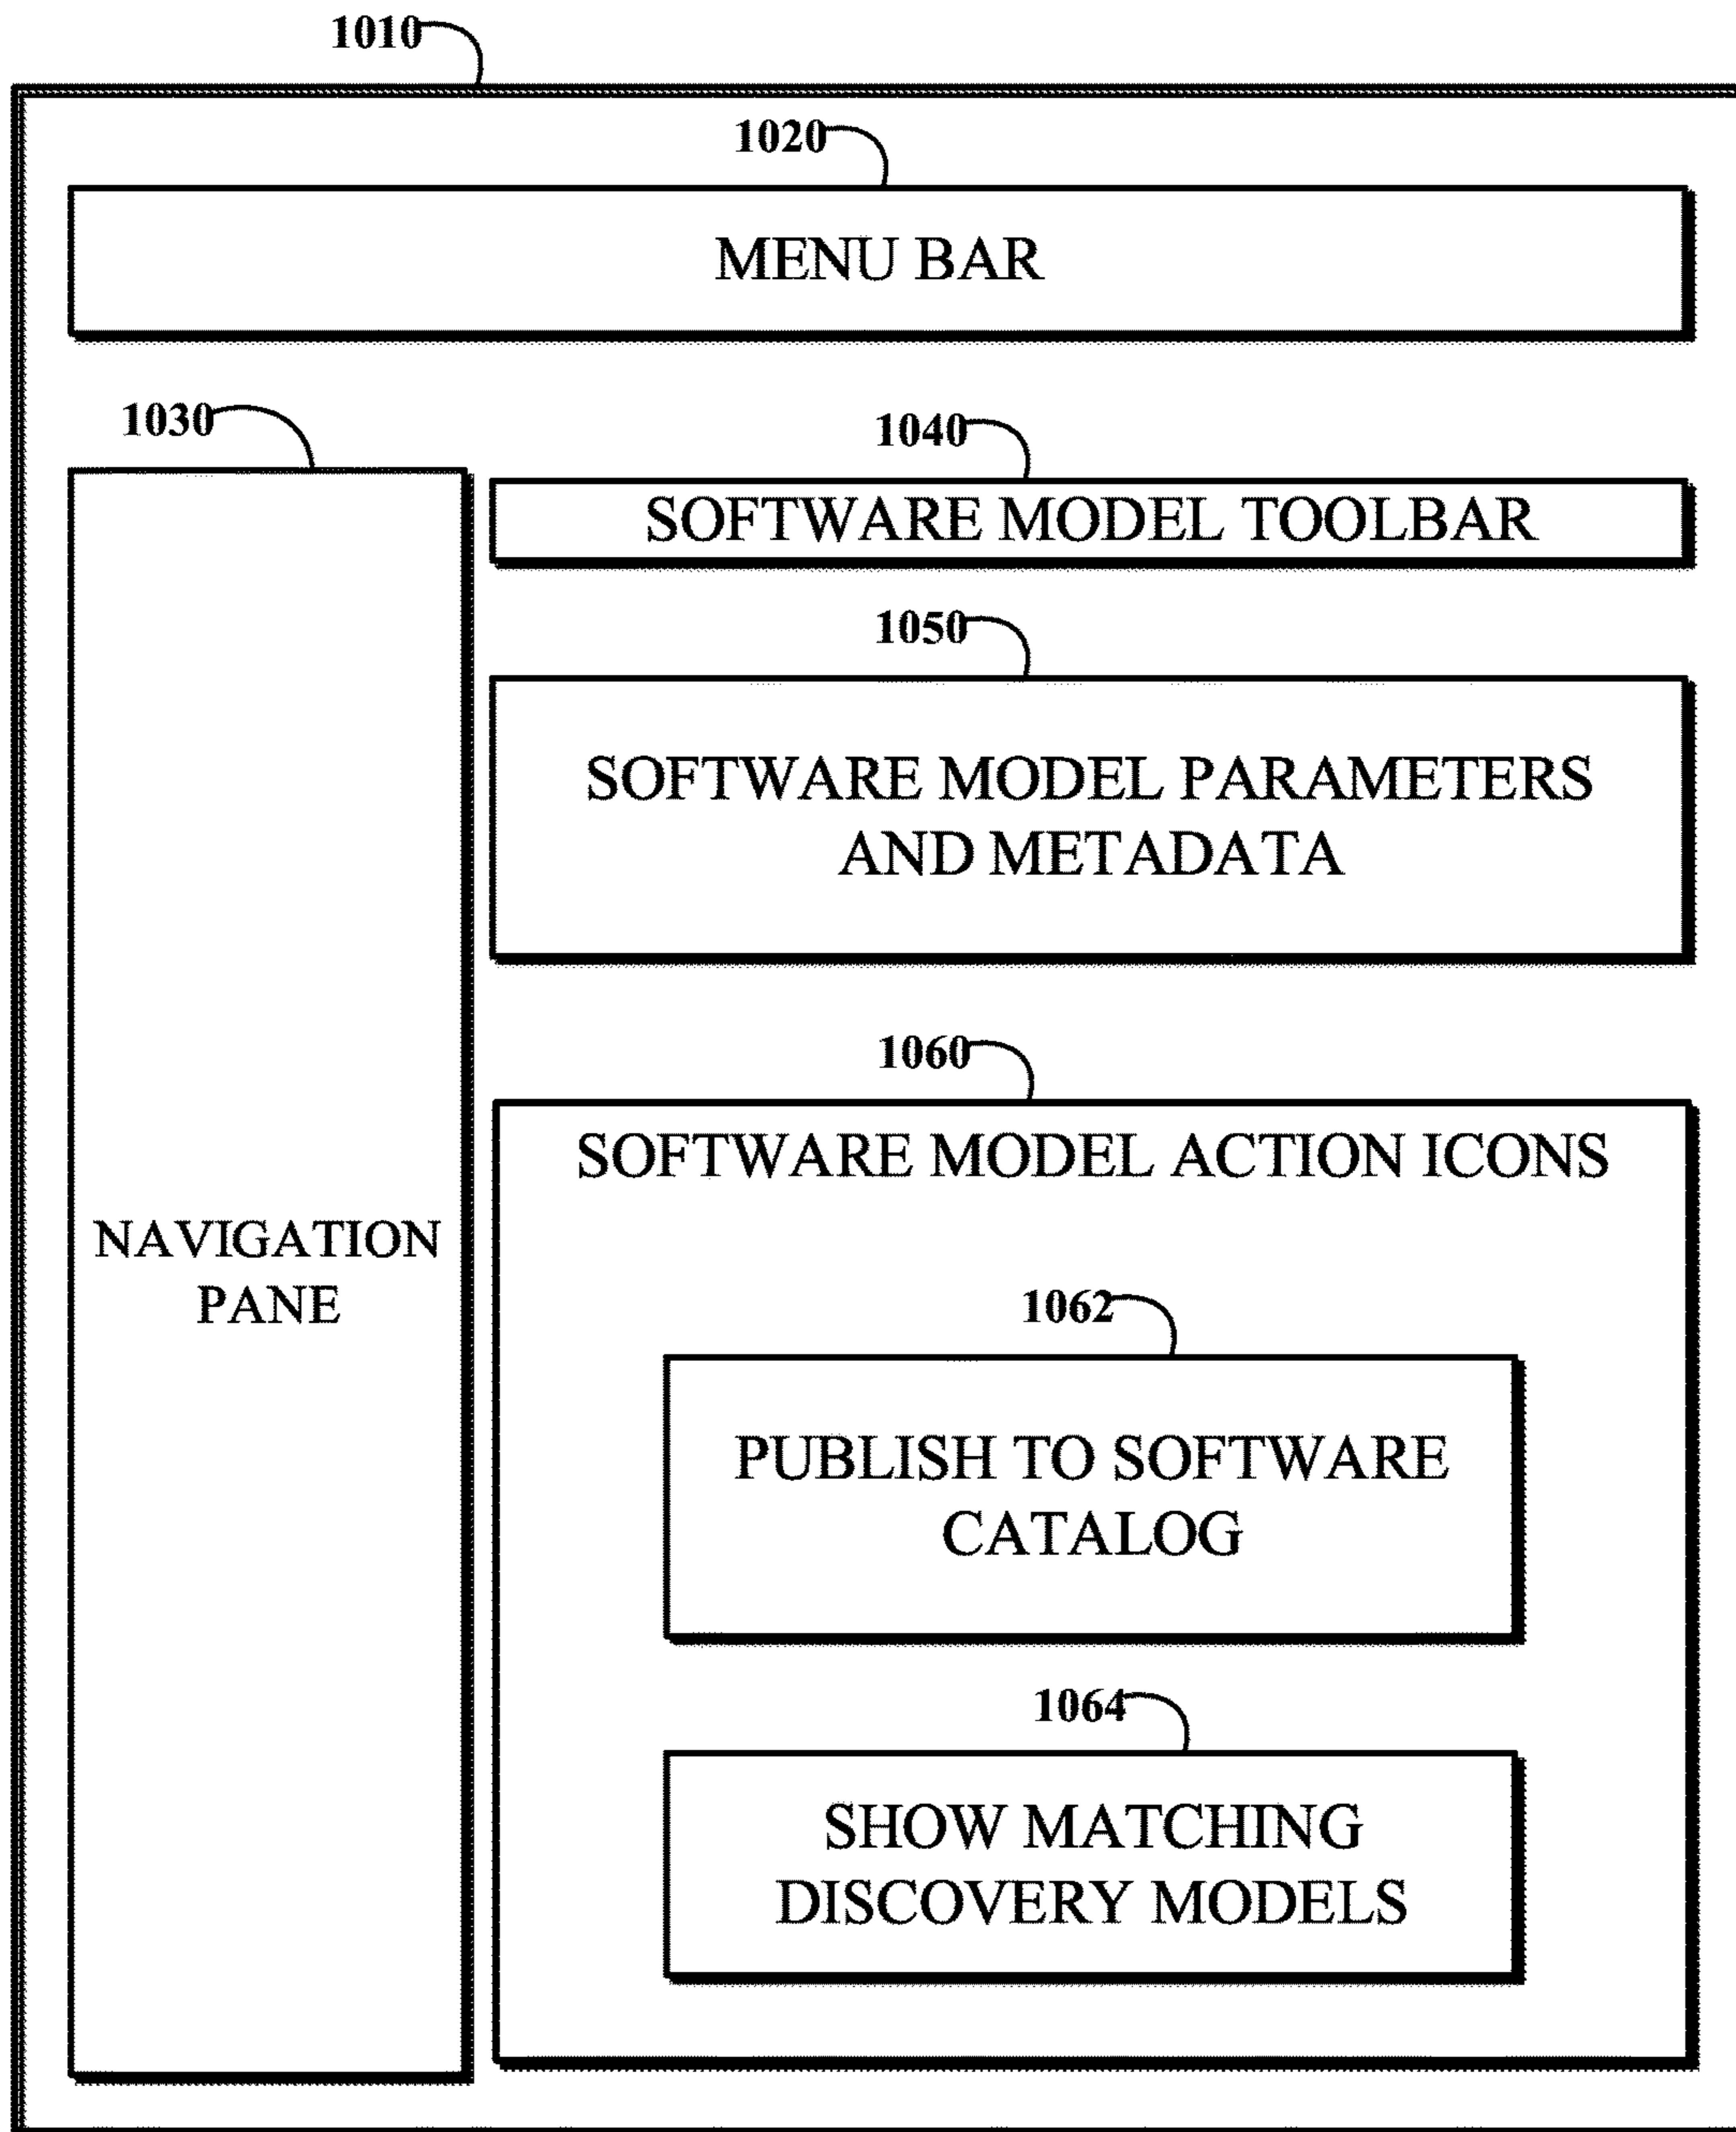 1010
1020
MENU BAR
1030
NAVIGATION
PANE
1040
SOFTWARE MODEL TOOLBAR
1050
SOFTWARE MODEL PARAMETERS
AND METADATA
1060
SOFTWARE MODEL ACTION ICONS
1062
PUBLISH TO SOFTWARE
CATALOG
1064
SHOW MATCHING
DISCOVERY MODELS